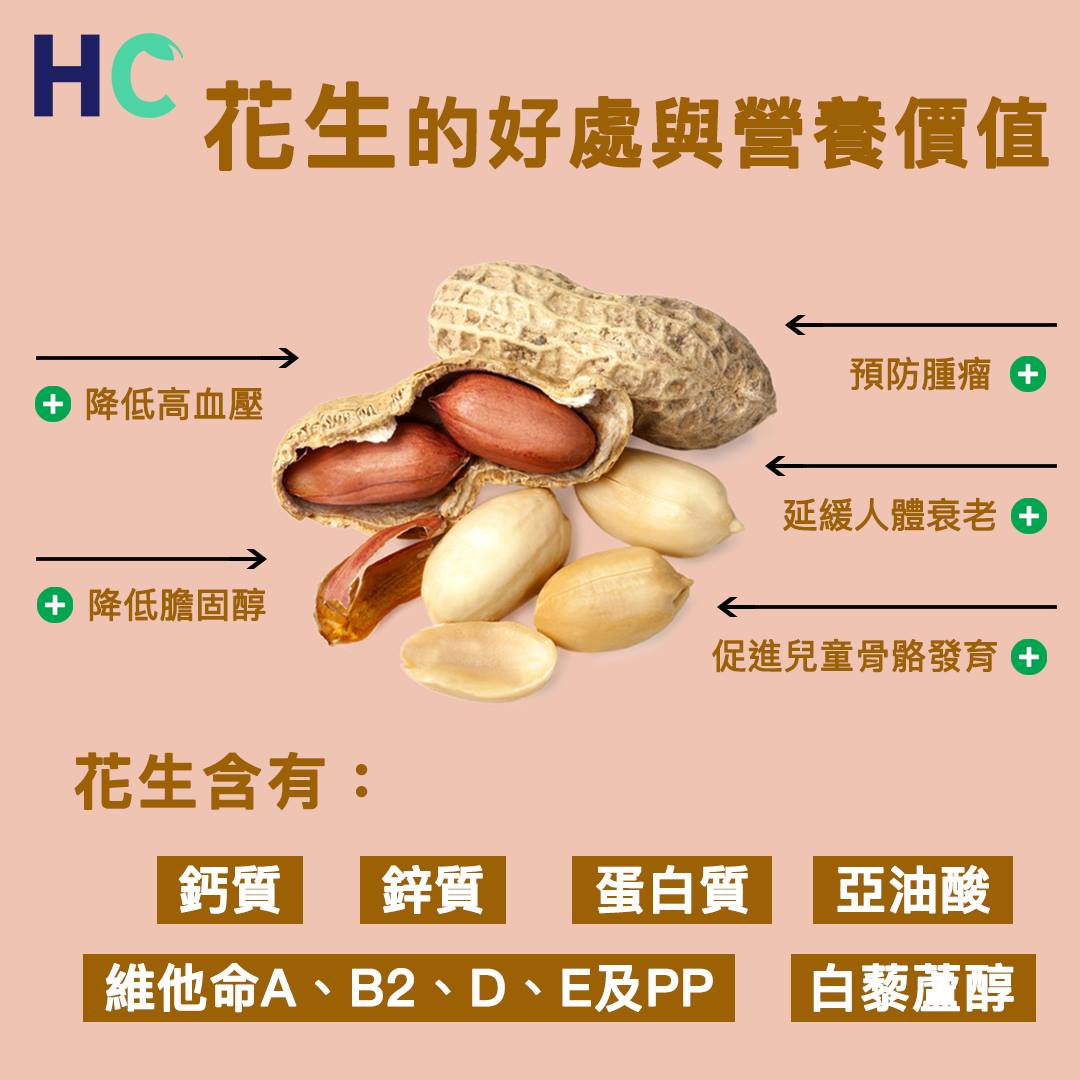 HC
花生的好處與營養價值
降低高血壓
降低膽固醇
預防腫瘤
延緩人體衰老
促進兒童骨骼發育
花生含有：
鈣質
鋅質
蛋白質
亞油酸
維他命A、B2、D、E及PP
白藜蘆醇